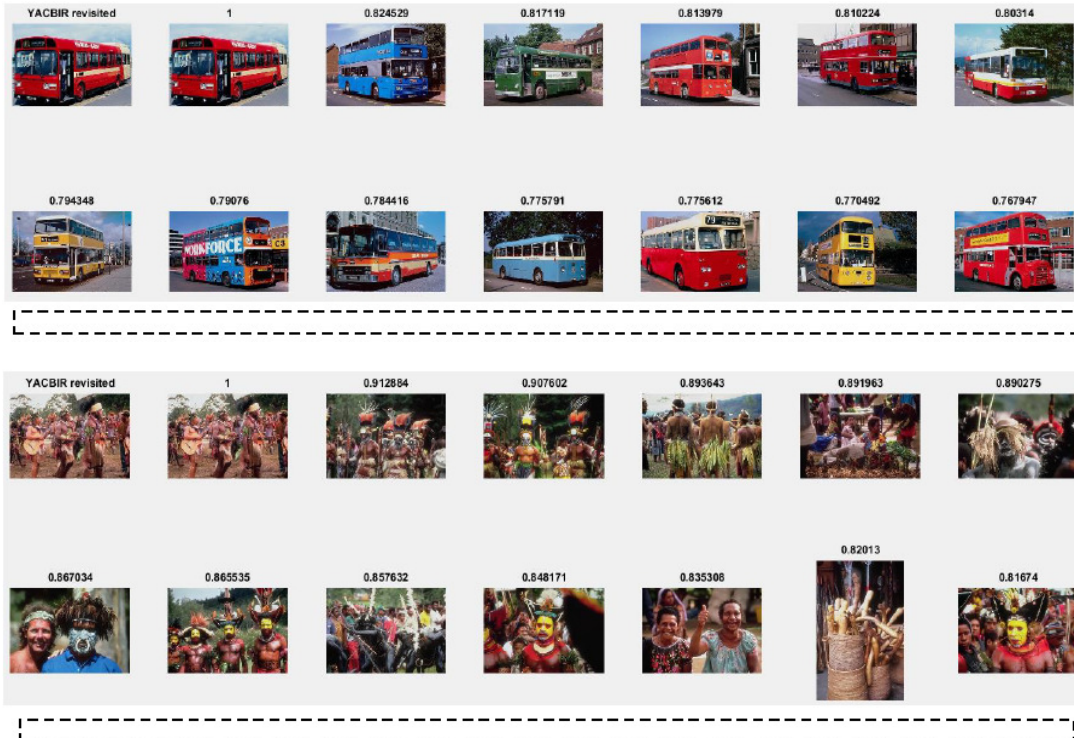 YACBIR revisited 1 0.824529 0.817119 0.813979 0.810224 0.80314
0.794348 0.79076 0.784416 0.775791 0.775612 0.770492 0.767947
WORKFORCE
YACBIR revisited 1 0.912884 0.907602 0.893643 0.891963 0.890275
0.82013
0.867034 0.865535 0.857632 0.848171 0.835308 0.81674